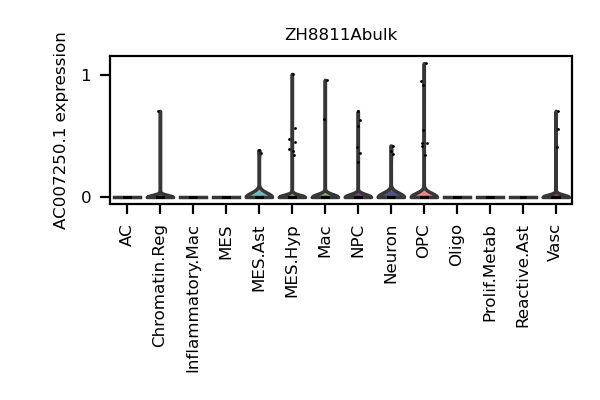 ZH8811Abulk
AC007250.1 expression
1
0
AC
Chromatin.Reg
Inflammatory.Mac
MES
MES.Ast
MES.Hyp
Mac
NPC
Neuron
OPC
Oligo
Prolif.Metab
Reactive.Ast
Vasc